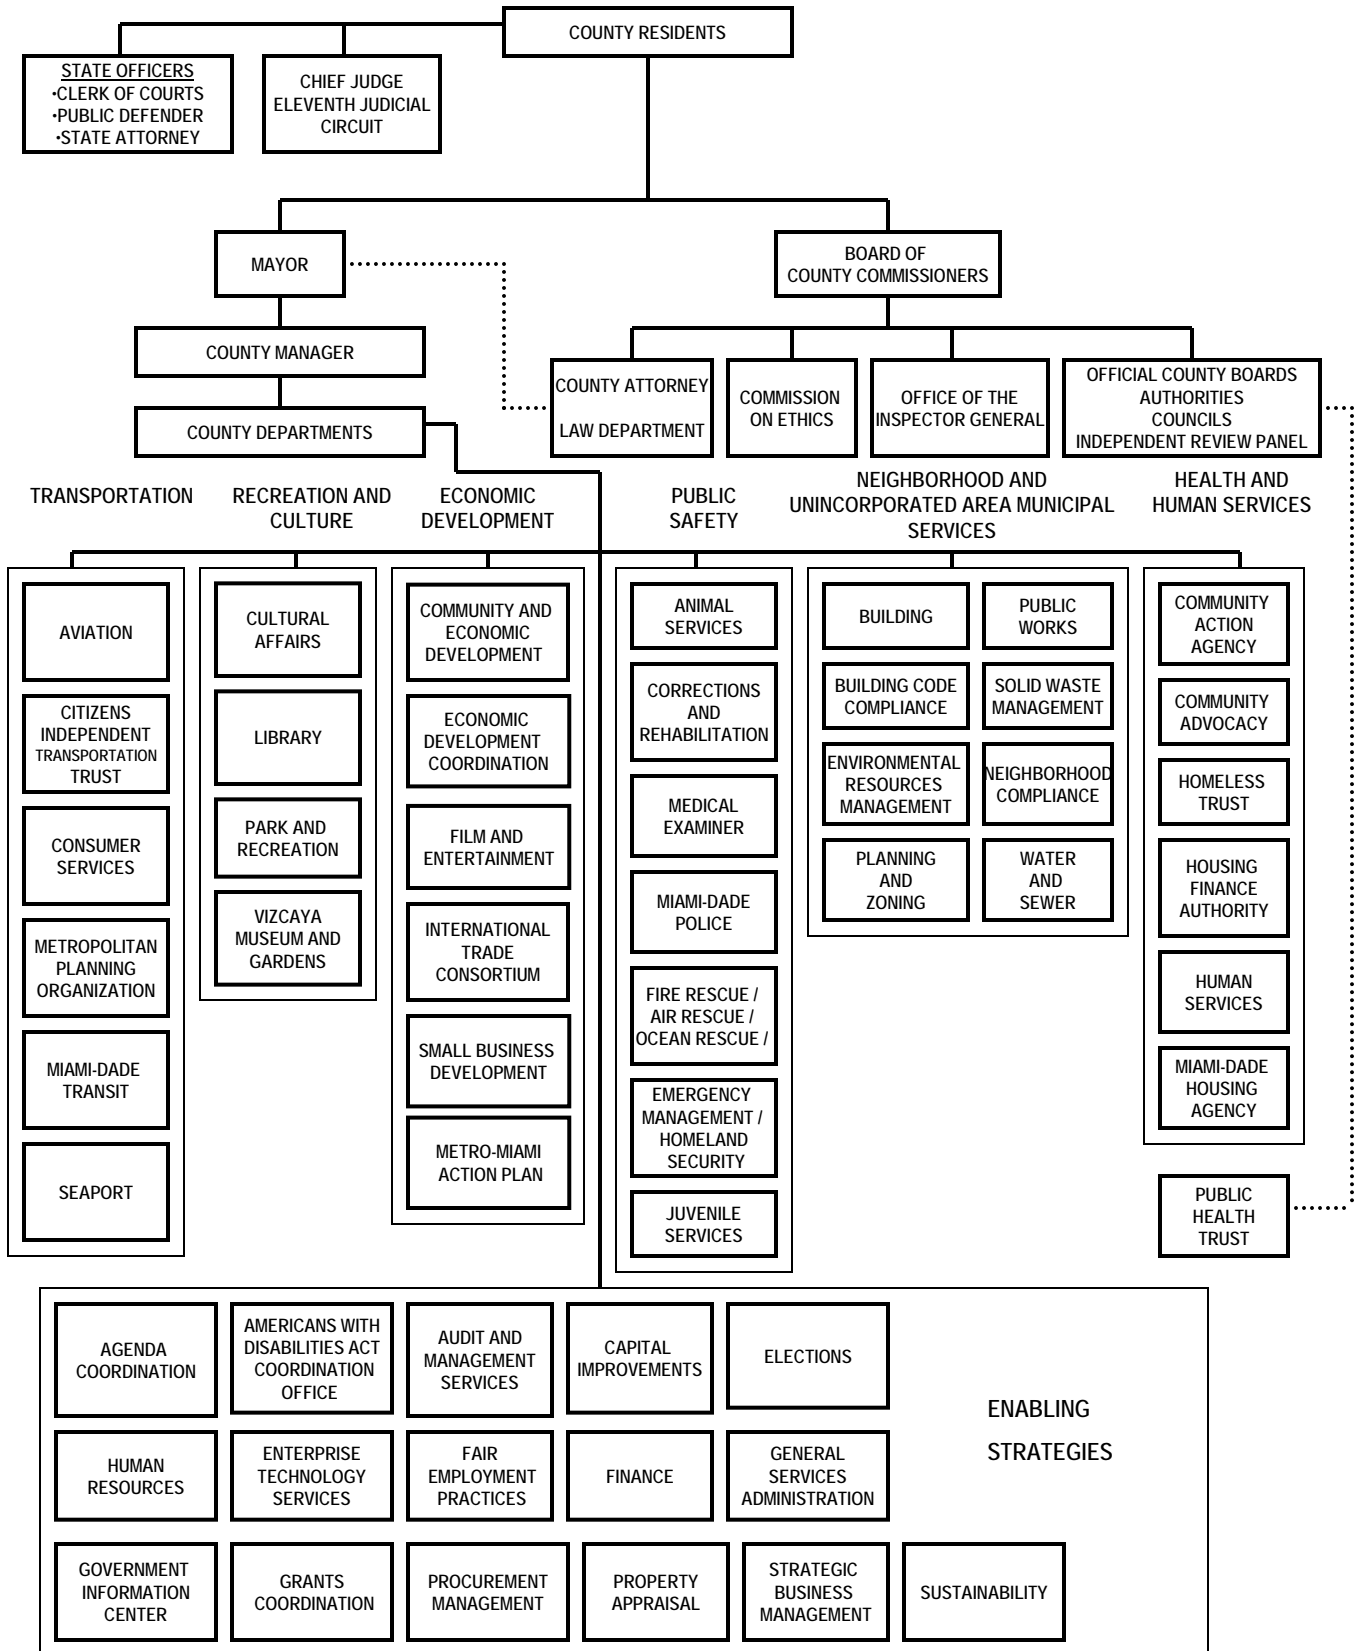 COUNTY RESIDENTS
STATE OFFICERS
•CLERK OF COURTS
•PUBLIC DEFENDER
•STATE ATTORNEY
CHIEF JUDGE
ELEVENTH JUDICIAL
CIRCUIT
MAYOR
BOARD OF
COUNTY COMMISSIONERS
COUNTY MANAGER
COUNTY DEPARTMENTS
COUNTY ATTORNEY
LAW DEPARTMENT
COMMISSION
ON ETHICS
OFFICE OF THE
INSPECTOR GENERAL
OFFICIAL COUNTY BOARDS
AUTHORITIES
COUNCILS
INDEPENDENT REVIEW PANEL
TRANSPORTATION
RECREATION AND
CULTURE
ECONOMIC
DEVELOPMENT
PUBLIC
SAFETY
NEIGHBORHOOD AND
UNINCORPORATED AREA MUNICIPAL
SERVICES
HEALTH AND
HUMAN SERVICES
AVIATION
CITIZENS
INDEPENDENT
TRANSPORTATION
TRUST
CONSUMER
SERVICES
METROPOLITAN
PLANNING
ORGANIZATION
MIAMI-DADE
TRANSIT
SEAPORT
CULTURAL
AFFAIRS
LIBRARY
PARK AND
RECREATION
VIZCAYA
MUSEUM AND
GARDENS
COMMUNITY AND
ECONOMIC
DEVELOPMENT
ECONOMIC
DEVELOPMENT
COORDINATION
FILM AND
ENTERTAINMENT
INTERNATIONAL
TRADE
CONSORTIUM
SMALL BUSINESS
DEVELOPMENT
METRO-MIAMI
ACTION PLAN
ANIMAL
SERVICES
CORRECTIONS
AND
REHABILITATION
MEDICAL
EXAMINER
MIAMI-DADE
POLICE
FIRE RESCUE /
AIR RESCUE /
OCEAN RESCUE /
EMERGENCY
MANAGEMENT /
HOMELAND
SECURITY
JUVENILE
SERVICES
BUILDING
PUBLIC
WORKS
BUILDING CODE
COMPLIANCE
SOLID WASTE
MANAGEMENT
ENVIRONMENTAL
RESOURCES
MANAGEMENT
NEIGHBORHOOD
COMPLIANCE
PLANNING
AND
ZONING
WATER
AND
SEWER
COMMUNITY
ACTION
AGENCY
COMMUNITY
ADVOCACY
HOMELESS
TRUST
HOUSING
FINANCE
AUTHORITY
HUMAN
SERVICES
MIAMI-DADE
HOUSING
AGENCY
PUBLIC
HEALTH
TRUST
AGENDA
COORDINATION
AMERICANS WITH
DISABILITIES ACT
COORDINATION
OFFICE
AUDIT AND
MANAGEMENT
SERVICES
CAPITAL
IMPROVEMENTS
ELECTIONS
ENABLING
STRATEGIES
HUMAN
RESOURCES
ENTERPRISE
TECHNOLOGY
SERVICES
FAIR
EMPLOYMENT
PRACTICES
FINANCE
GENERAL
SERVICES
ADMINISTRATION
GOVERNMENT
INFORMATION
CENTER
GRANTS
COORDINATION
PROCUREMENT
MANAGEMENT
PROPERTY
APPRAISAL
STRATEGIC
BUSINESS
MANAGEMENT
SUSTAINABILITY